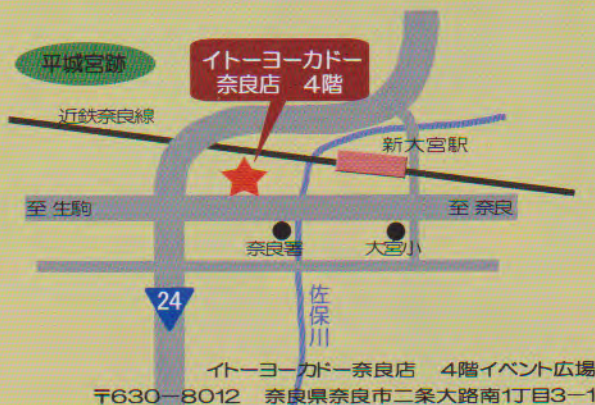 平城宮跡
イトーヨーカドー
奈良店 4階
近鉄奈良線
新大宮駅
至 生駒
至 奈良
奈良署
大宮小
24
佐保川
イトーヨーカドー奈良店 4階イベント広場
〒630-8012 奈良県奈良市二条大路南1丁目3-1